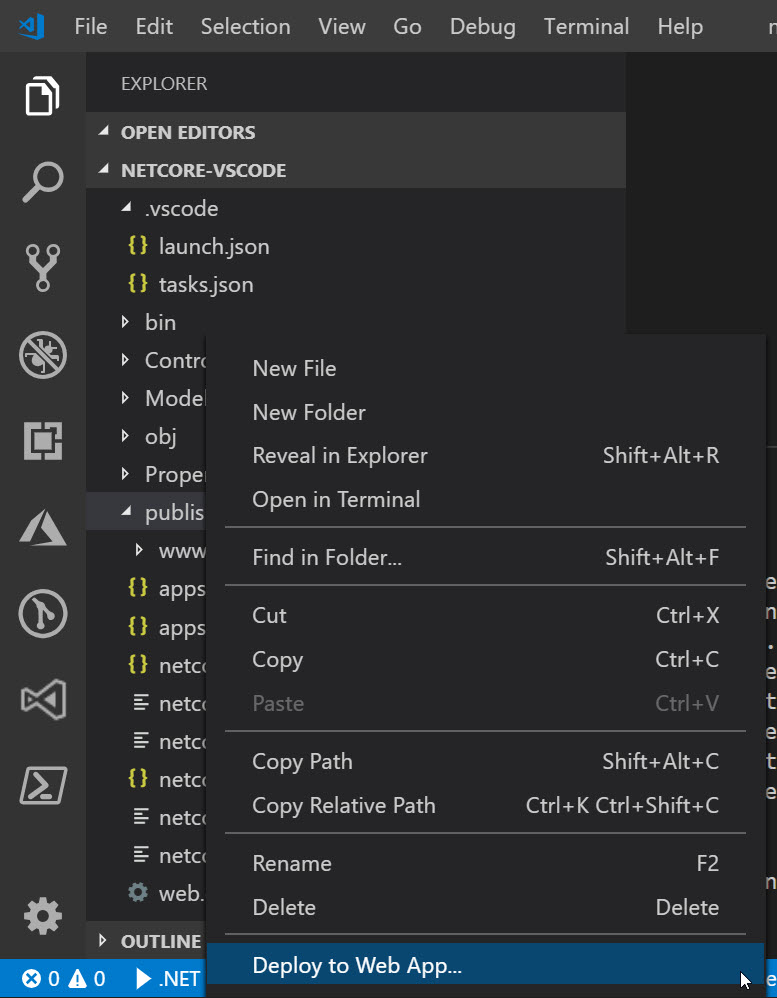 File Edit Selection View Go Debug Terminal Help
EXPLORER
OPEN EDITORS
NETCORE-VSCODE
.vscode
{} launch.json
{} tasks.json
bin
Contro
Model
obj
Proper
publis
www
{} apps
{} apps
{} netco
netco
netco
{} netco
netco
netco
web.
OUTLINE
New File
New Folder
Reveal in Explorer Shift+Alt+R
Open in Terminal
Find in Folder... Shift+Alt+F
Cut Ctrl+X
Copy Ctrl+C
Paste Ctrl+V
Copy Path Shift+Alt+C
Copy Relative Path Ctrl+K Ctrl+Shift+C
Rename F2
Delete Delete
Deploy to Web App...
0 0 .NET